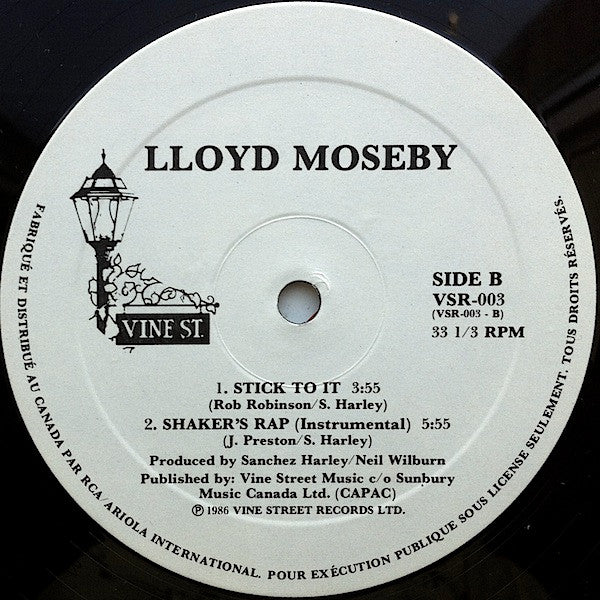 LLOYD MOSEBY
VINE ST.
SIDE B
VSR-003
(VSR-003 - B)
33 1/3 RPM
1. STICK TO IT 3:55
(Rob Robinson/S. Harley)
2. SHAKER'S RAP (Instrumental) 5:55
(J. Preston/S. Harley)
Produced by Sanchez Harley/Neil Wilburn
Published by: Vine Street Music c/o Sunbury
Music Canada Ltd. (CAPAC)
℗ 1986 VINE STREET RECORDS LTD.
FABRIQUÉ ET DISTRIBUÉ AU CANADA PAR RCA/ARIOLA INTERNATIONAL. POUR EXÉCUTION PUBLIQUE SOUS LICENSE SEULEMENT. TOUS DROITS RÉSERVÉS.